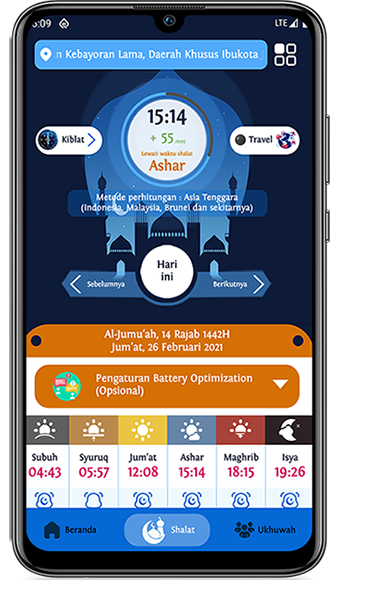 :09 LTE
n Kebayoran Lama, Daerah Khusus Ibukota
15:14
+ 55 mnt
Lewati waktu shalat
Ashar
Kiblat
Travel
Metode perhitungan : Asia Tenggara
(Indonesia, Malaysia, Brunei dan sekitarnya)
Hari
ini
Sebelumnya
Berikutnya
Al-Jumu'ah, 14 Rajab 1442H
Jum'at, 26 Februari 2021
Pengaturan Battery Optimization
(Opsional)
Subuh Syuruq Jum'at Ashar Maghrib Isya
04:43 05:57 12:08 15:14 18:15 19:26
Beranda Shalat Ukhuwah